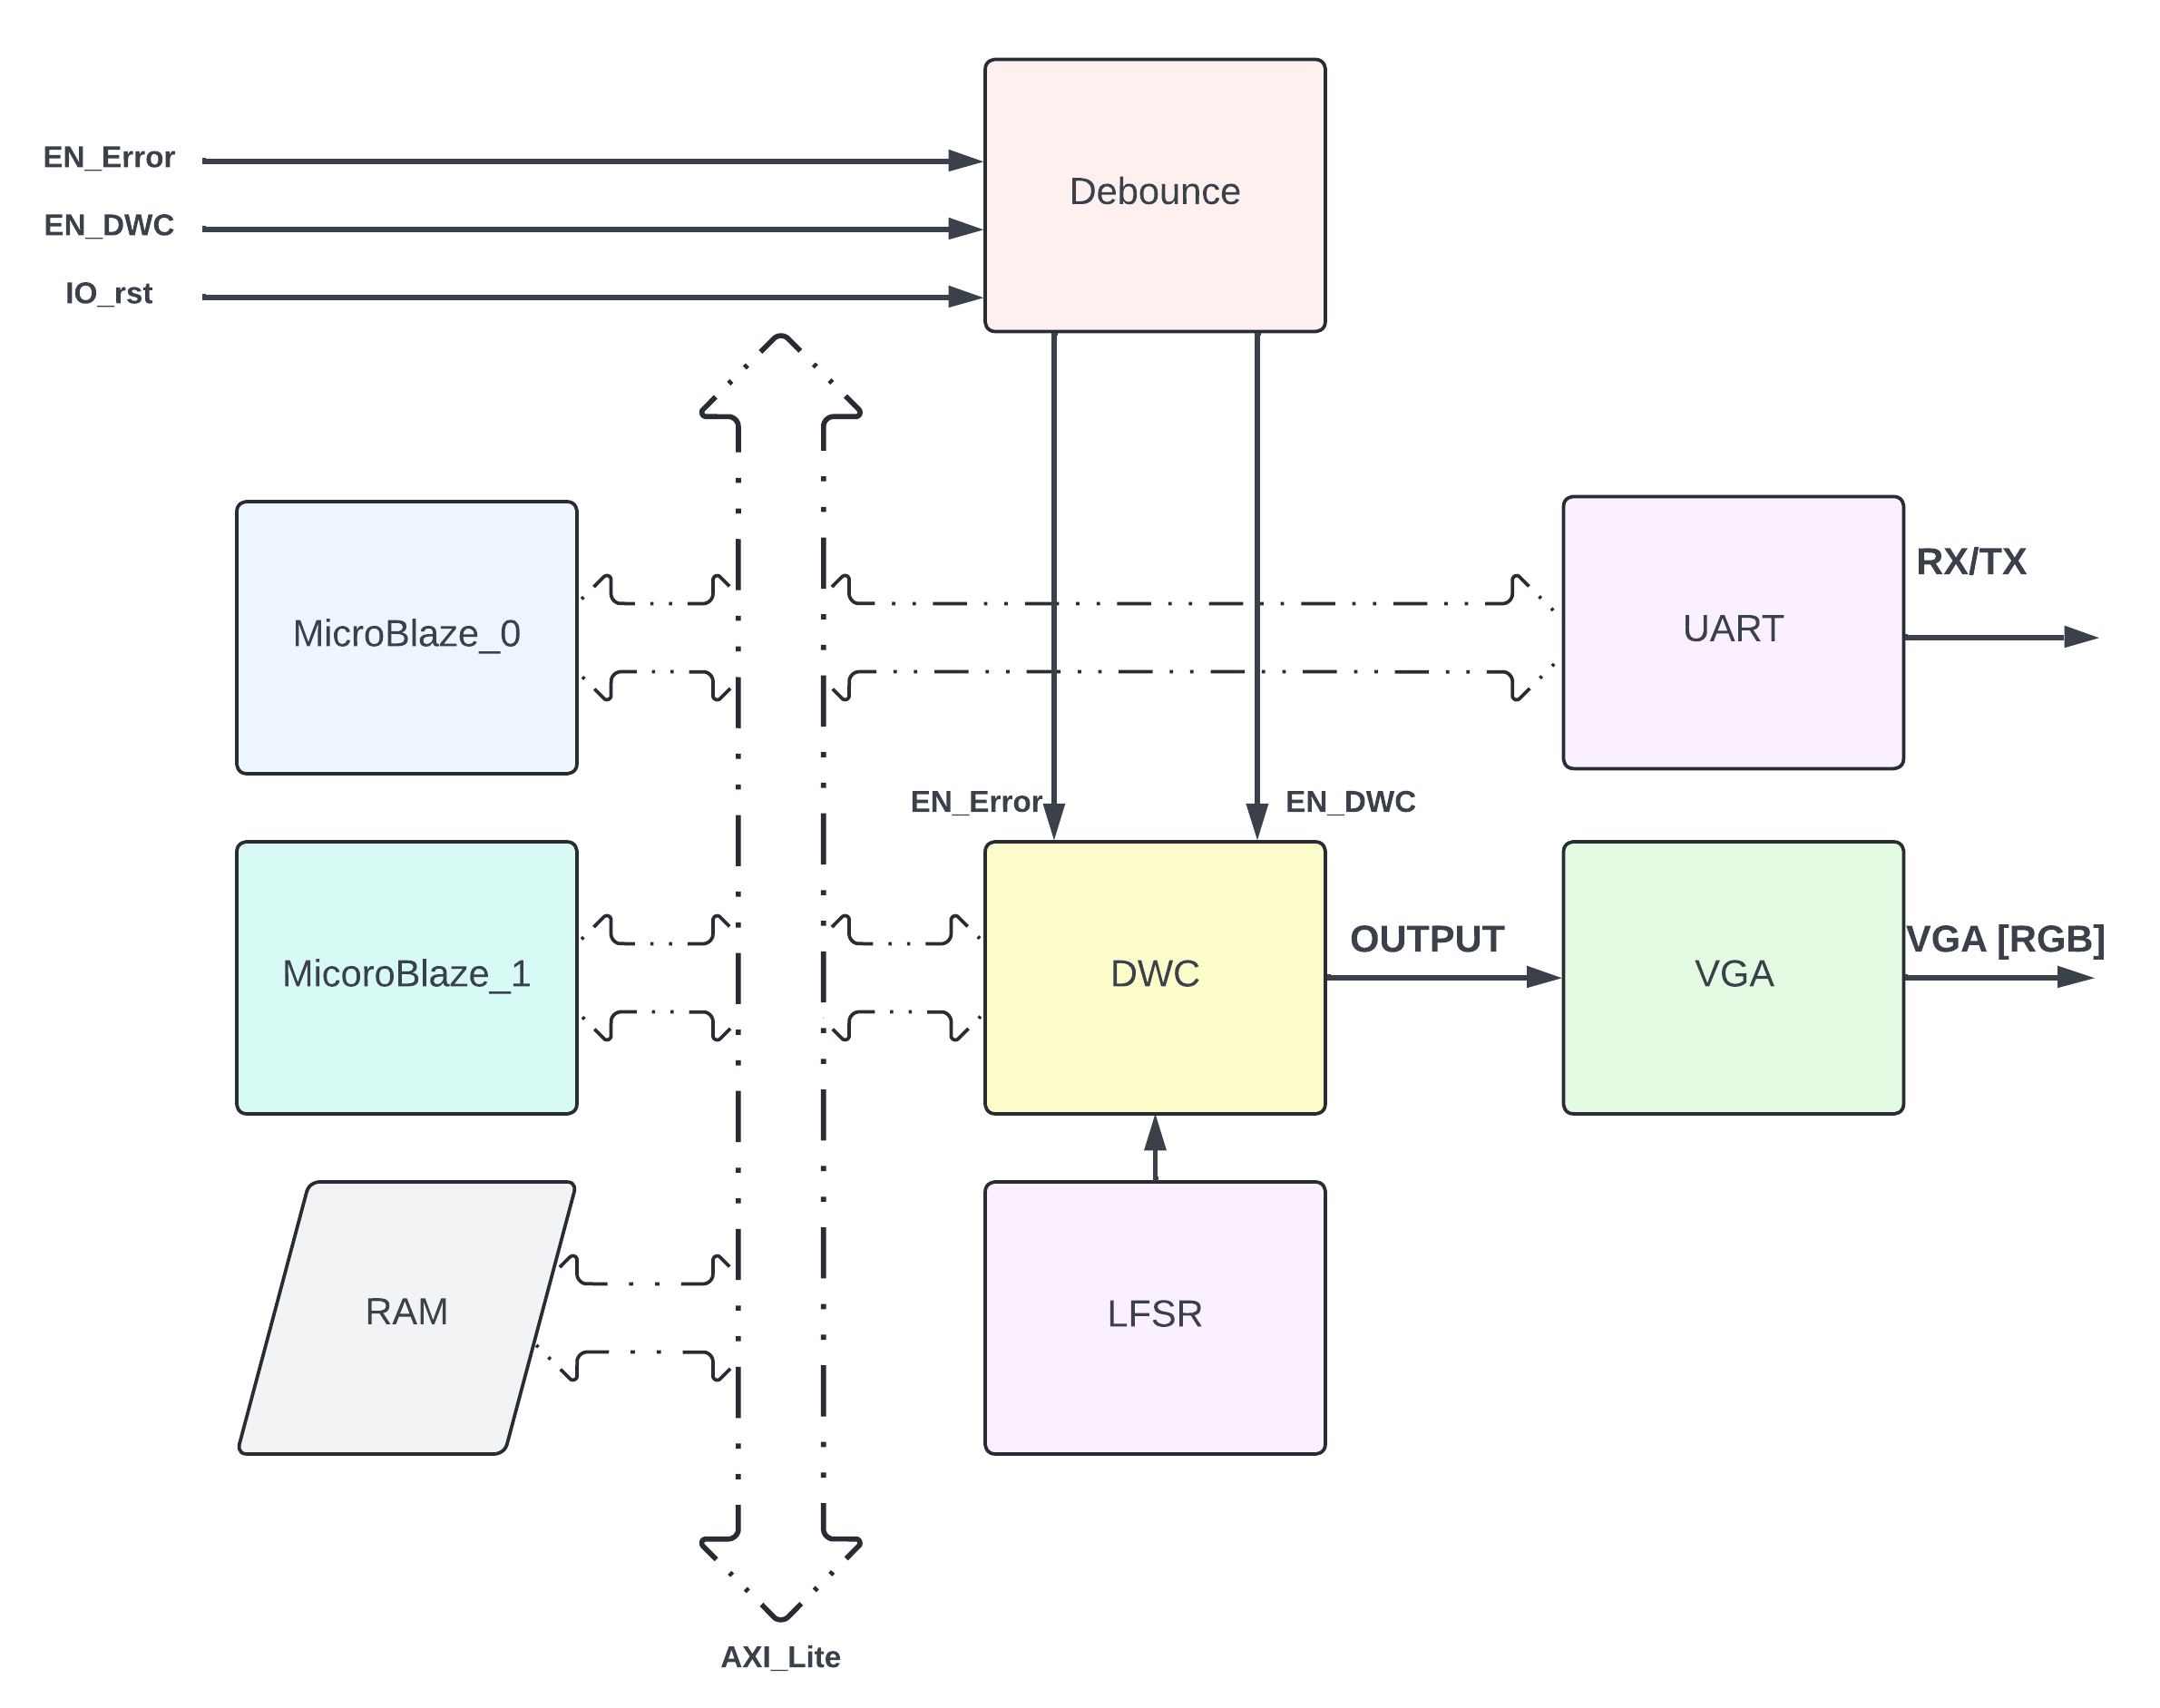 EN_Error
EN_DWC
IO_rst
Debounce
MicroBlaze_0
UART
RX/TX
EN_Error
EN_DWC
MicoroBlaze_1
DWC
OUTPUT
VGA
VGA [RGB]
RAM
LFSR
AXI_Lite